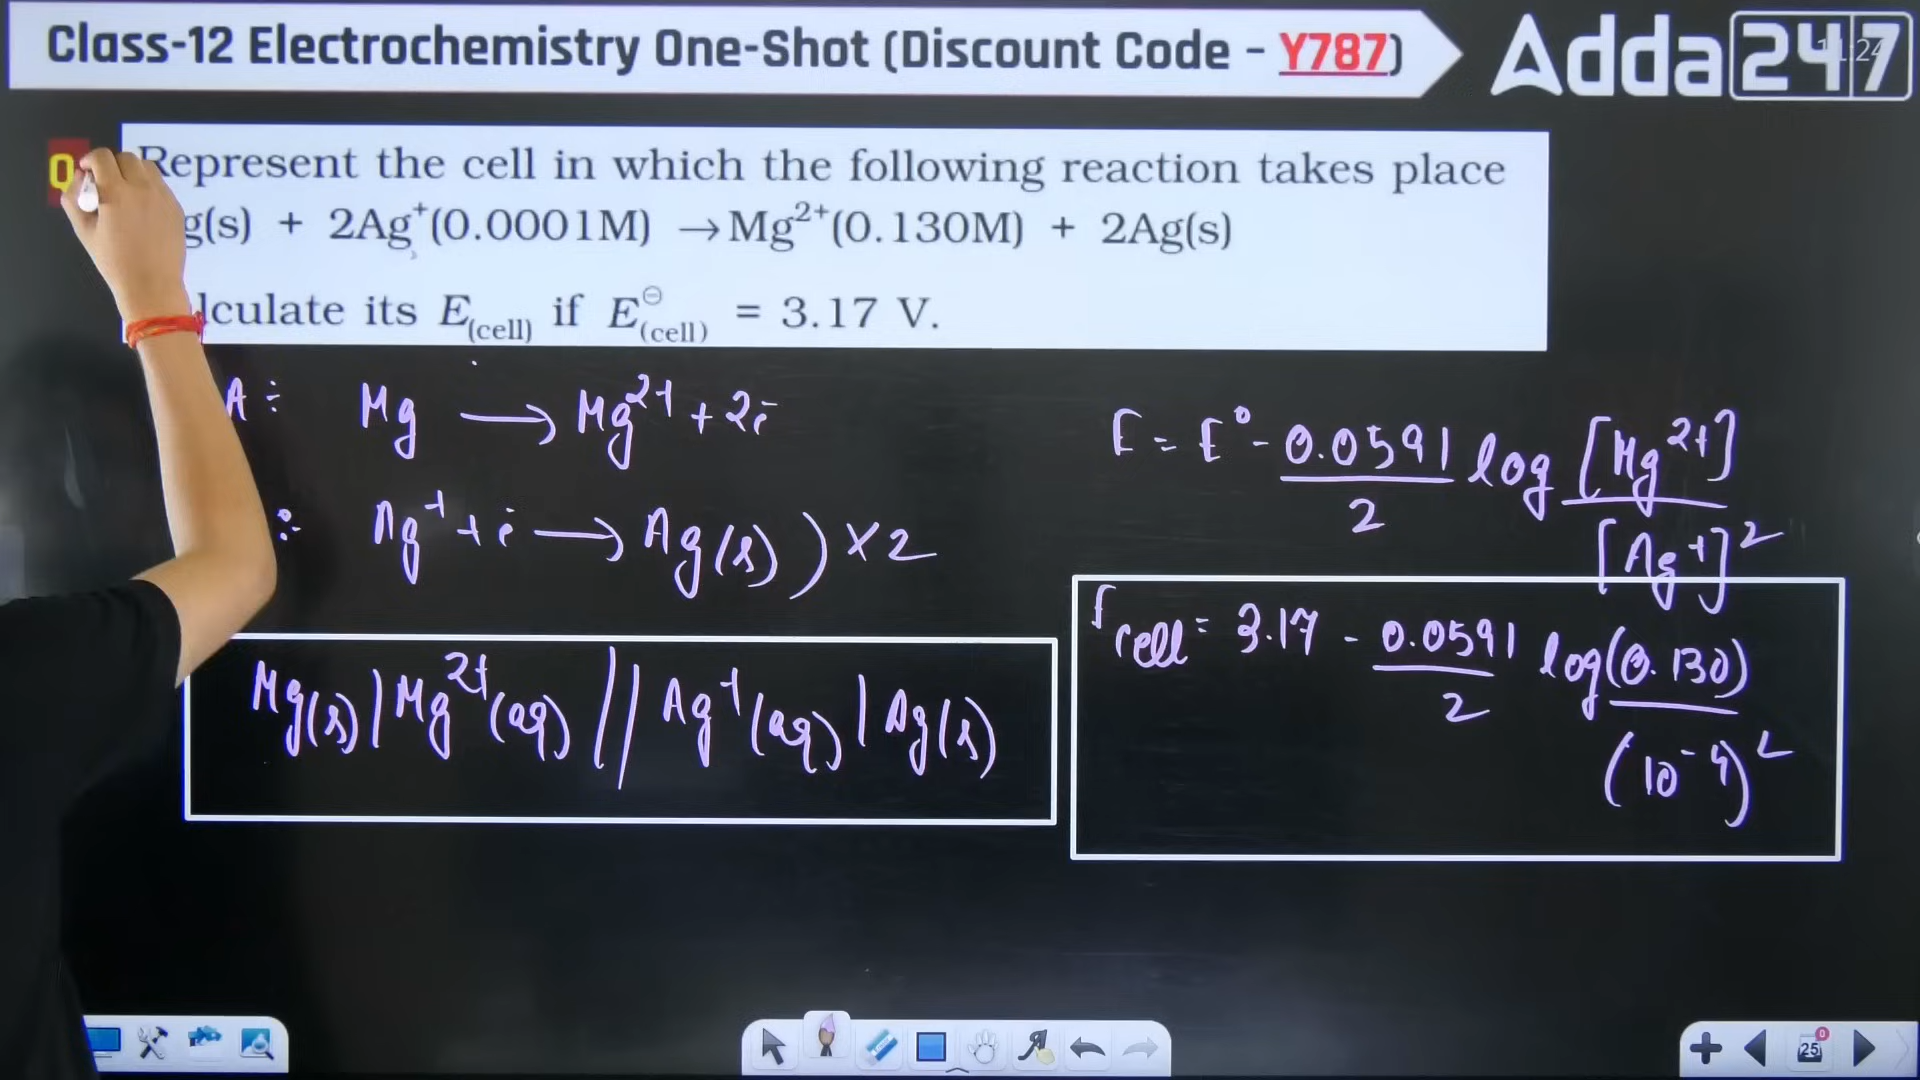 Class-12 Electrochemistry One-Shot (Discount Code - Y787)
Adda247
Q
Represent the cell in which the following reaction takes place
g(s) + 2Ag⁺(0.0001M) → Mg²⁺(0.130M) + 2Ag(s)
lculate its E(cell) if E⊖(cell) = 3.17 V.
A : Mg → Mg²⁺ + 2e⁻
: Ag⁺ + e⁻ → Ag(s) ) × 2
Mg(s) | Mg²⁺(aq) || Ag⁺(aq) | Ag(s)
E = E° - 0.0591/2 log [Mg²⁺]/[Ag⁺]²
Ecell = 3.17 - 0.0591/2 log (0.130)/(10⁻⁴)²
25
0